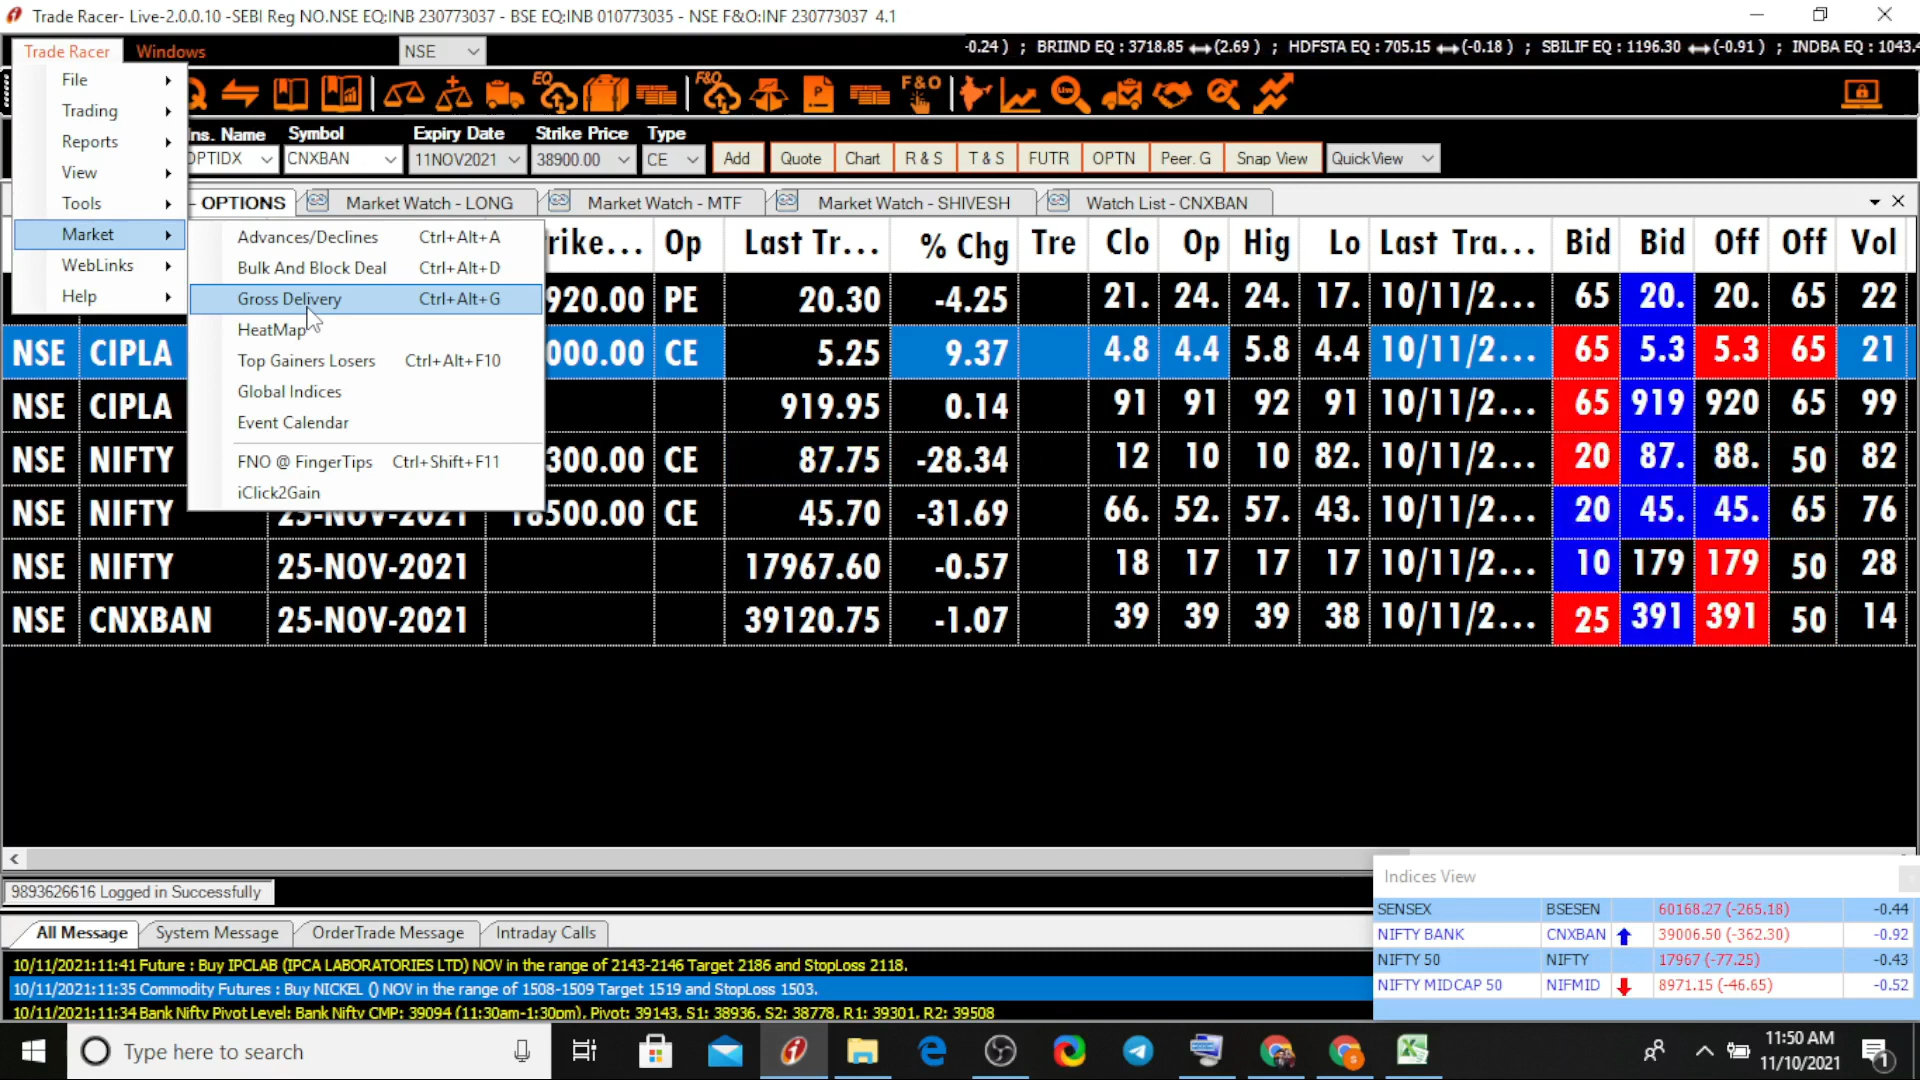 Trade Racer- Live-2.0.0.10 -SEBI Reg NO.NSE EQ:INB 230773037 - BSE EQ:INB 010773035 - NSE F&O:INF 230773037 4.1
Trade Racer Windows NSE -0.24 ) ; BRIIND EQ : 3718.85 (2.69 ) ; HDFSTA EQ : 705.15 (-0.18 ) ; SBILIF EQ : 1196.30 (-0.91 ) ; INDBA EQ : 1043.4
EQ F&O F&O
Ins. Name Symbol Expiry Date Strike Price Type
OPTIDX CNXBAN 11NOV2021 38900.00 CE Add Quote Chart R & S T & S FUTR OPTN Peer. G Snap View QuickView
- OPTIONS Market Watch - LONG Market Watch - MTF Market Watch - SHIVESH Watch List - CNXBAN
File
Trading
Reports
View
Tools
Market
WebLinks
Help
Advances/Declines Ctrl+Alt+A
Bulk And Block Deal Ctrl+Alt+D
Gross Delivery Ctrl+Alt+G
HeatMap
Top Gainers Losers Ctrl+Alt+F10
Global Indices
Event Calendar
FNO @ FingerTips Ctrl+Shift+F11
iClick2Gain
rike... Op Last Tr... % Chg Tre Clo Op Hig Lo Last Tra... Bid Bid Off Off Vol
920.00 PE 20.30 -4.25 21. 24. 24. 17. 10/11/2... 65 20. 20. 65 22
NSE CIPLA 000.00 CE 5.25 9.37 4.8 4.4 5.8 4.4 10/11/2... 65 5.3 5.3 65 21
NSE CIPLA 919.95 0.14 91 91 92 91 10/11/2... 65 919 920 65 99
NSE NIFTY 300.00 CE 87.75 -28.34 12 10 10 82. 10/11/2... 20 87. 88. 50 82
NSE NIFTY 25-NOV-2021 18500.00 CE 45.70 -31.69 66. 52. 57. 43. 10/11/2... 20 45. 45. 65 76
NSE NIFTY 25-NOV-2021 17967.60 -0.57 18 17 17 17 10/11/2... 10 179 179 50 28
NSE CNXBAN 25-NOV-2021 39120.75 -1.07 39 39 39 38 10/11/2... 25 391 391 50 14
9893626616 Logged in Successfully
Indices View
SENSEX BSESEN 60168.27 (-265.18) -0.44
NIFTY BANK CNXBAN 39006.50 (-362.30) -0.92
NIFTY 50 NIFTY 17967 (-77.25) -0.43
NIFTY MIDCAP 50 NIFMID 8971.15 (-46.65) -0.52
All Message System Message OrderTrade Message Intraday Calls
10/11/2021:11:41 Future : Buy IPCLAB (IPCA LABORATORIES LTD) NOV in the range of 2143-2146 Target 2186 and StopLoss 2118.
10/11/2021:11:35 Commodity Futures : Buy NICKEL () NOV in the range of 1508-1509 Target 1519 and StopLoss 1503.
10/11/2021:11:34 Bank Nifty Pivot Level: Bank Nifty CMP: 39094 (11:30am-1:30pm), Pivot: 39143, S1: 38936, S2: 38778, R1: 39301, R2: 39508
Type here to search
11:50 AM
11/10/2021
1